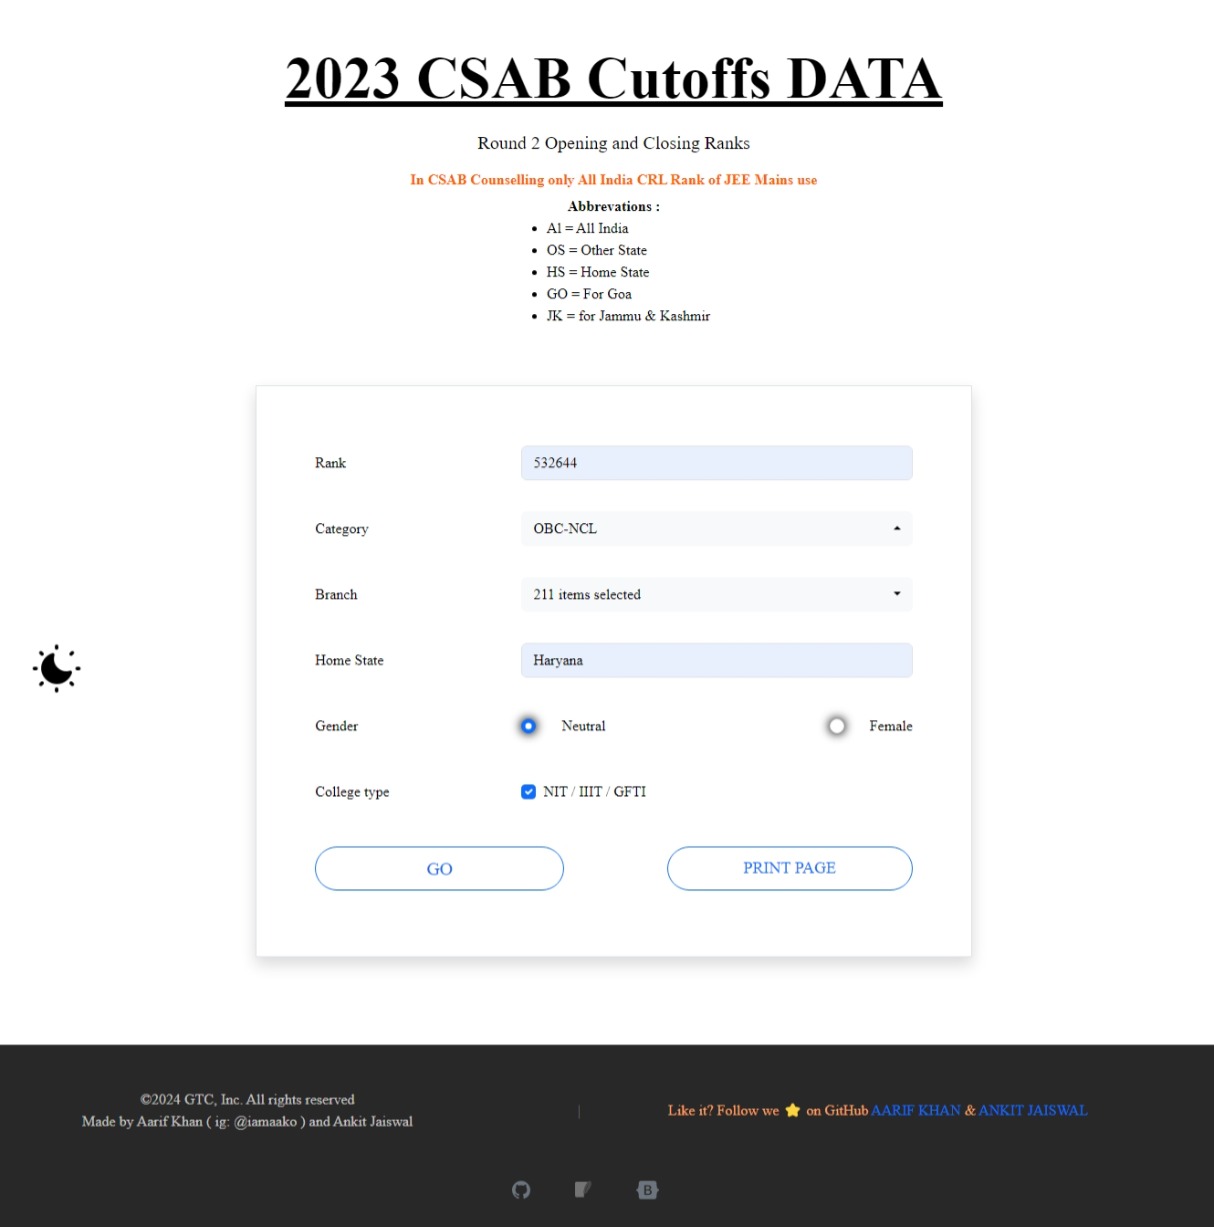 2023 CSAB Cutoffs DATA
Round 2 Opening and Closing Ranks
In CSAB Counselling only All India CRL Rank of JEE Mains use
Abbrevations :
Al = All India
OS = Other State
HS = Home State
GO = For Goa
JK = for Jammu & Kashmir
Rank 532644
Category OBC-NCL
Branch 211 items selected
Home State Haryana
Gender Neutral Female
College type NIT / IIIT / GFTI
GO PRINT PAGE
©2024 GTC, Inc. All rights reserved
Made by Aarif Khan ( ig: @iamaako ) and Ankit Jaiswal
Like it? Follow we ⭐ on GitHub AARIF KHAN & ANKIT JAISWAL
B